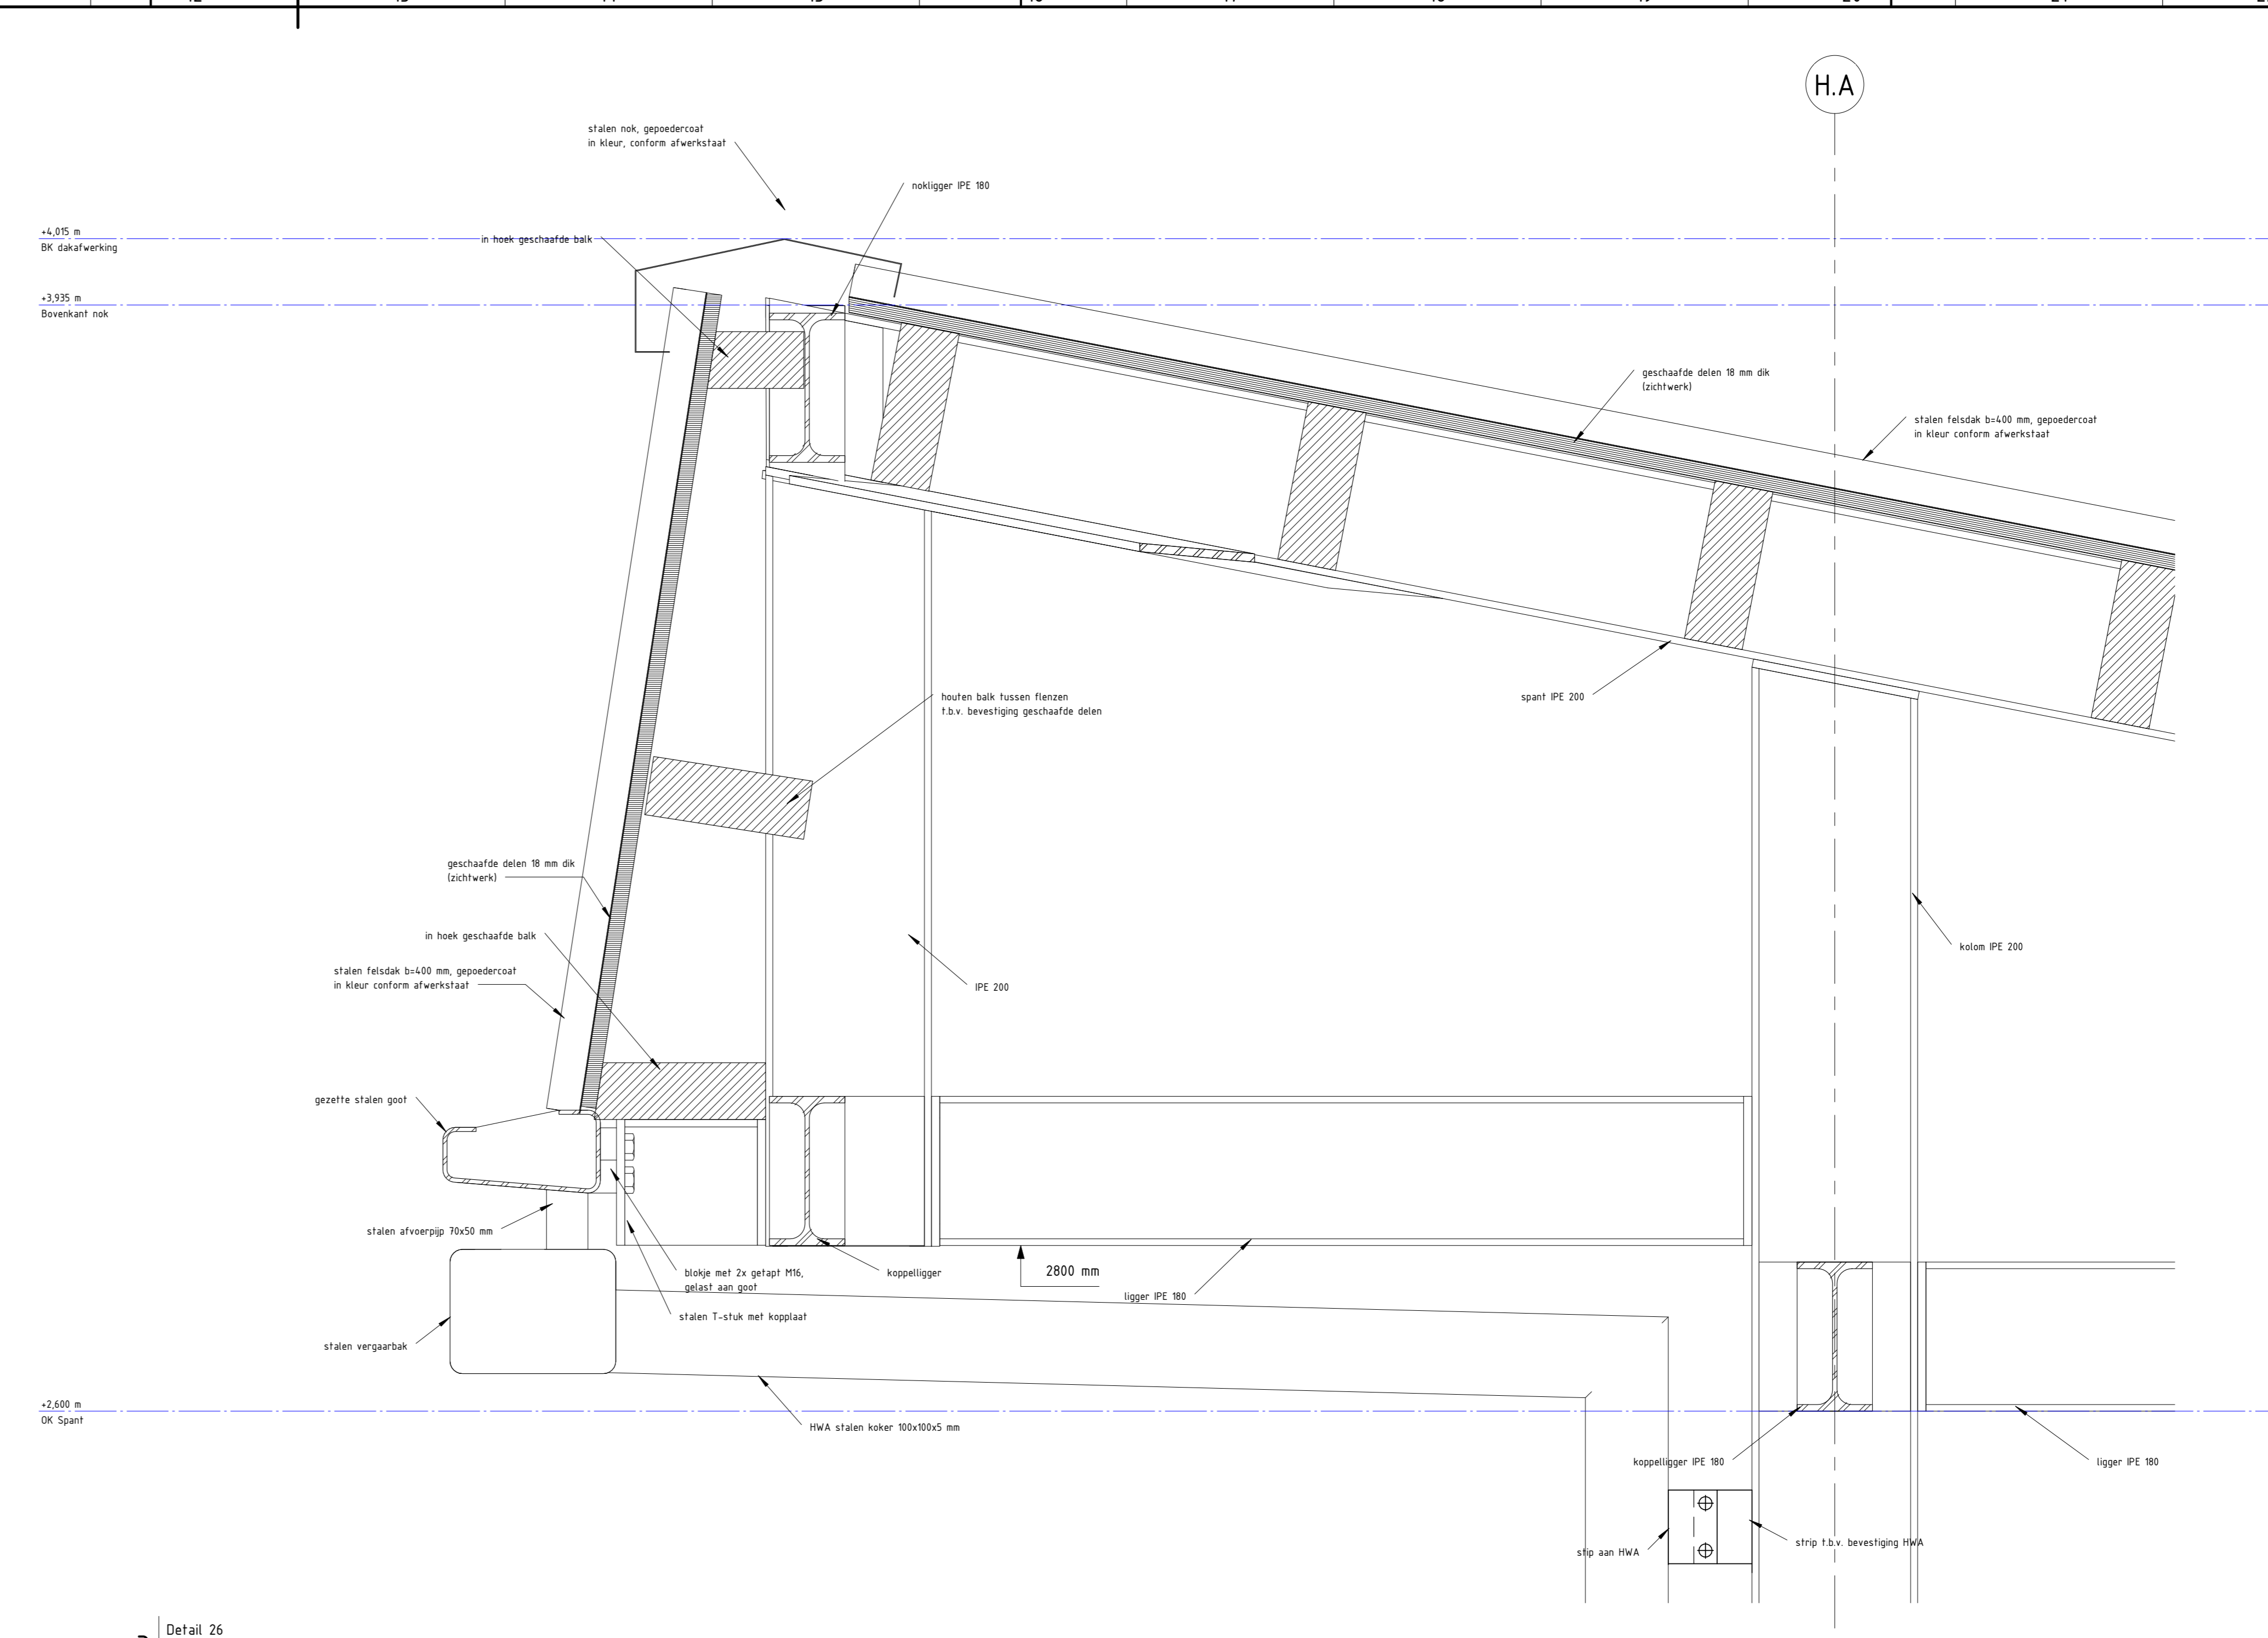 H.A
stalen nok, gepoedercoat
in kleur, conform afwerkstaat
nokligger IPE 180
+4,015 m
BK dakafwerking
in hoek geschaafde balk
+3,935 m
Bovenkant nok
geschaafde delen 18 mm dik
(zichtwerk)
stalen felsdak b=400 mm, gepoedercoat
in kleur conform afwerkstaat
houten balk tussen flenzen
t.b.v. bevestiging geschaafde delen
spant IPE 200
geschaafde delen 18 mm dik
(zichtwerk)
in hoek geschaafde balk
kolom IPE 200
stalen felsdak b=400 mm, gepoedercoat
in kleur conform afwerkstaat
IPE 200
gezette stalen goot
stalen afvoerpijp 70x50 mm
blokje met 2x getapt M16,
gelast aan goot
koppelligger
2800 mm
ligger IPE 180
stalen T-stuk met kopplaat
stalen vergaarbak
+2,600 m
OK Spant
HWA stalen koker 100x100x5 mm
koppelligger IPE 180
ligger IPE 180
stip aan HWA
strip t.b.v. bevestiging HWA
Detail 26